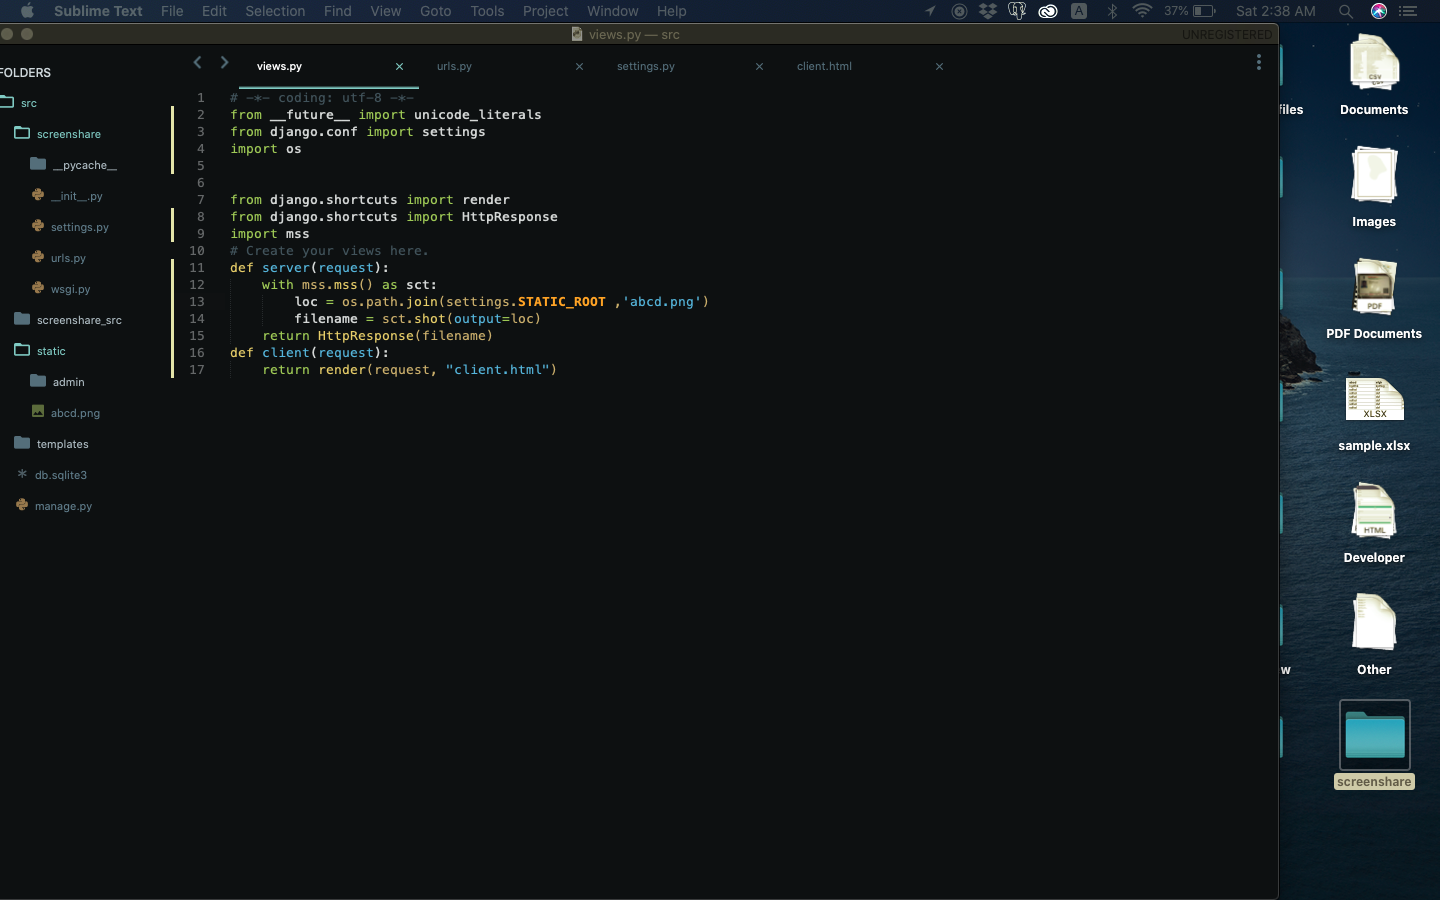 Sublime Text File Edit Selection Find View Goto Tools Project Window Help A 37% Sat 2:38 AM
views.py — src UNREGISTERED
FOLDERS
src
screenshare
__pycache__
__init__.py
settings.py
urls.py
wsgi.py
screenshare_src
static
admin
abcd.png
templates
db.sqlite3
manage.py
views.py urls.py settings.py client.html
1 # -*- coding: utf-8 -*-
2 from __future__ import unicode_literals
3 from django.conf import settings
4 import os
5
6
7 from django.shortcuts import render
8 from django.shortcuts import HttpResponse
9 import mss
10 # Create your views here.
11 def server(request):
12 with mss.mss() as sct:
13 loc = os.path.join(settings.STATIC_ROOT ,'abcd.png')
14 filename = sct.shot(output=loc)
15 return HttpResponse(filename)
16 def client(request):
17 return render(request, "client.html")
files
w
CSV
Documents
Images
PDF
PDF Documents
XLSX
sample.xlsx
HTML
Developer
Other
screenshare